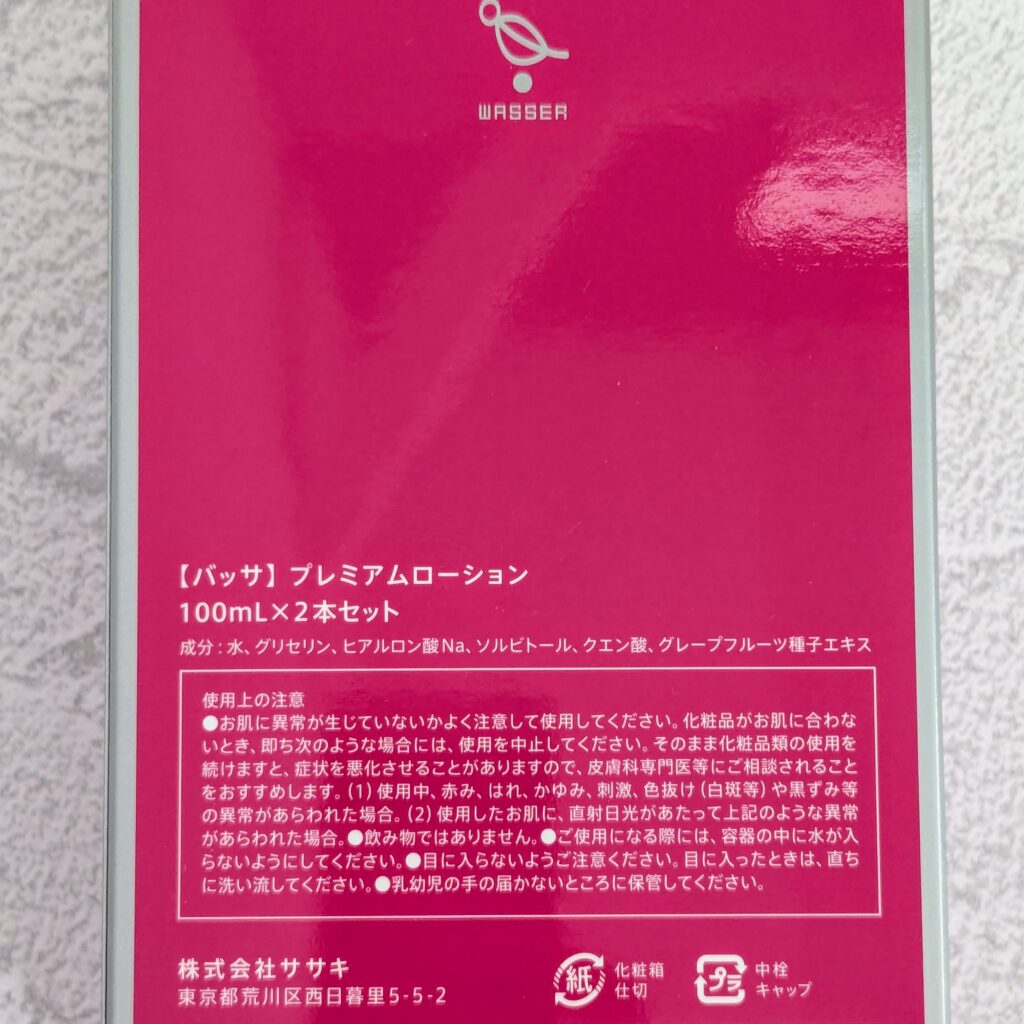 WASSER
【バッサ】プレミアムローション
100mL×2本セット
成分:水、グリセリン、ヒアルロン酸Na、ソルビトール、クエン酸、グレープフルーツ種子エキス
使用上の注意
●お肌に異常が生じていないかよく注意して使用してください。化粧品がお肌に合わな
いとき、即ち次のような場合には、使用を中止してください。そのまま化粧品類の使用を
続けますと、症状を悪化させることがありますので、皮膚科専門医等にご相談されること
をおすすめします。(1)使用中、赤み、はれ、かゆみ、刺激、色抜け(白斑等)や黒ずみ等
の異常があらわれた場合。(2)使用したお肌に、直射日光があたって上記のような異常
があらわれた場合。●飲み物ではありません。●ご使用になる際には、容器の中に水が入
らないようにしてください。●目に入らないようご注意ください。目に入ったときは、直ち
に洗い流してください。●乳幼児の手の届かないところに保管してください。
株式会社ササキ
東京都荒川区西日暮里5-5-2
紙 化粧箱
仕切
プラ 中栓
キャップ